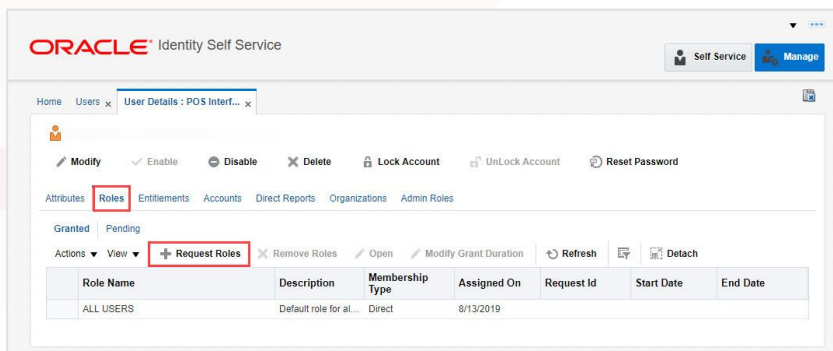 ORACLE Identity Self Service
Self Service Manage
Home Users x User Details : POS Interf... x
Modify Enable Disable Delete Lock Account UnLock Account Reset Password
Attributes Roles Entitlements Accounts Direct Reports Organizations Admin Roles
Granted Pending
Actions View Request Roles Remove Roles Open Modify Grant Duration Refresh Detach
Role Name Description Membership Type Assigned On Request Id Start Date End Date
ALL USERS Default role for al... Direct 8/13/2019